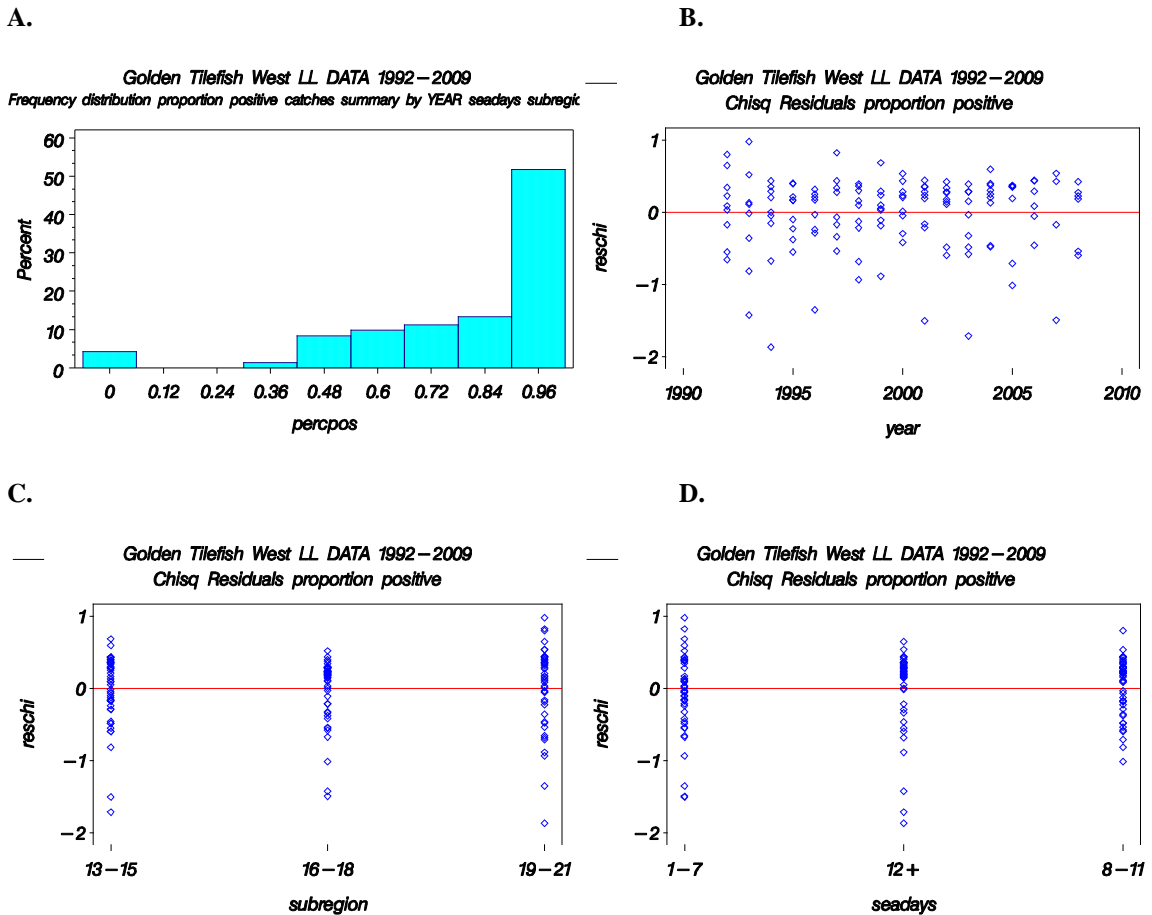 A.
Golden Tilefish West LL DATA 1992−2009
Frequency distribution proportion positive catches summary by YEAR seadays
Percent
60
50
40
30
20
10
0
0 0.12 0.24 0.36 0.48 0.6 0.72 0.84 0.96
percpos
B.
Golden Tilefish West LL DATA 1992−2009
Chisq Residuals proportion positive
reschi
1
0
−1
−2
1990 1995 2000 2005 2010
year
C.
Golden Tilefish West LL DATA 1992−2009
Chisq Residuals proportion positive
reschi
1
0
−1
−2
13−15 16−18 19−21
subregion
D.
Golden Tilefish West LL DATA 1992−2009
Chisq Residuals proportion positive
reschi
1
0
−1
−2
1−7 12+ 8−11
seadays